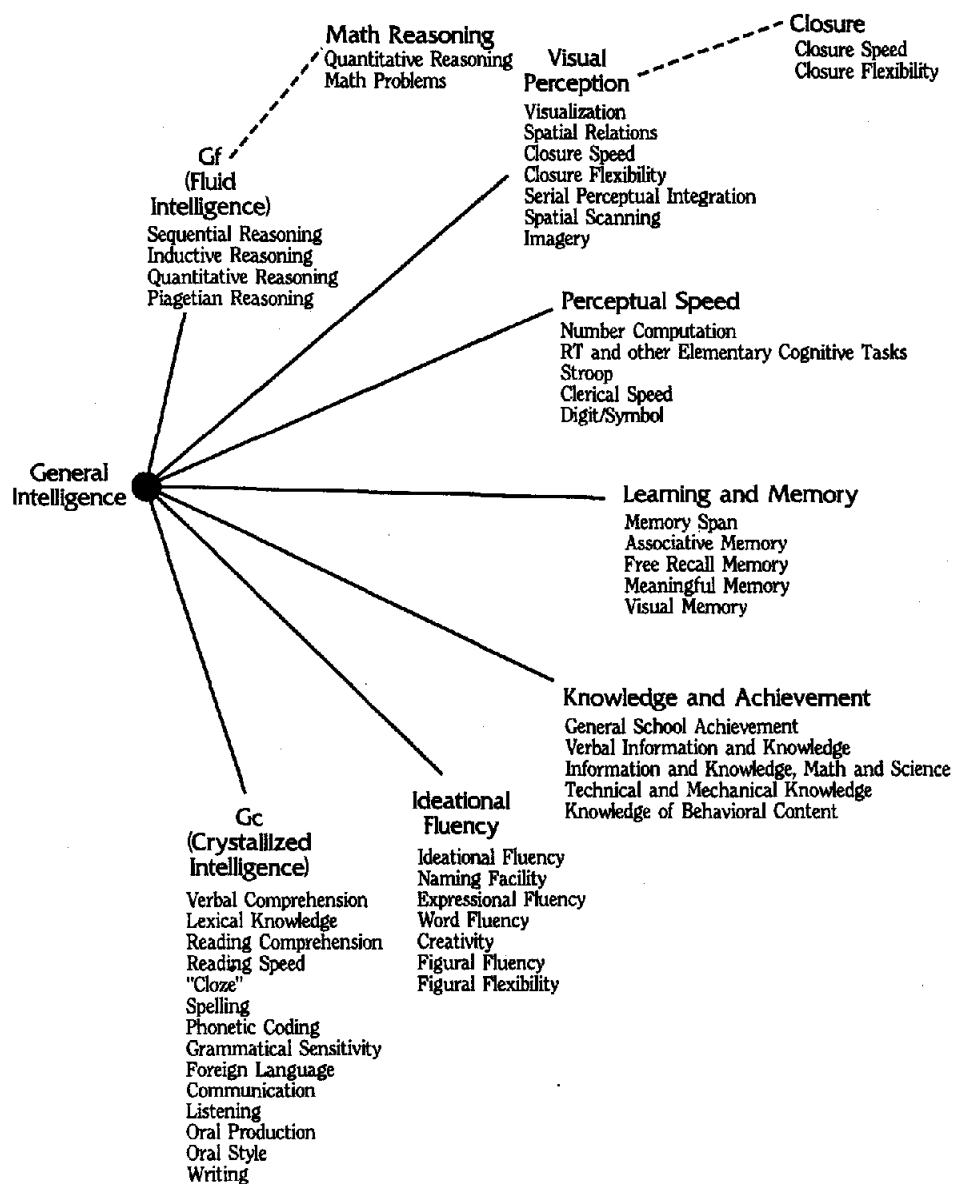 Math Reasoning
Quantitative Reasoning
Math Problems
Closure
Closure Speed
Closure Flexibility
Visual
Perception
Visualization
Spatial Relations
Closure Speed
Closure Flexibility
Serial Perceptual Integration
Spatial Scanning
Imagery
Gf
(Fluid
Intelligence)
Sequential Reasoning
Inductive Reasoning
Quantitative Reasoning
Piagetian Reasoning
Perceptual Speed
Number Computation
RT and other Elementary Cognitive Tasks
Stroop
Clerical Speed
Digit/Symbol
General
Intelligence
Learning and Memory
Memory Span
Associative Memory
Free Recall Memory
Meaningful Memory
Visual Memory
Knowledge and Achievement
General School Achievement
Verbal Information and Knowledge
Information and Knowledge, Math and Science
Technical and Mechanical Knowledge
Knowledge of Behavioral Content
Ideational
Fluency
Ideational Fluency
Naming Facility
Expressional Fluency
Word Fluency
Creativity
Figural Fluency
Figural Flexibility
Gc
(Crystallized
Intelligence)
Verbal Comprehension
Lexical Knowledge
Reading Comprehension
Reading Speed
"Cloze"
Spelling
Phonetic Coding
Grammatical Sensitivity
Foreign Language
Communication
Listening
Oral Production
Oral Style
Writing